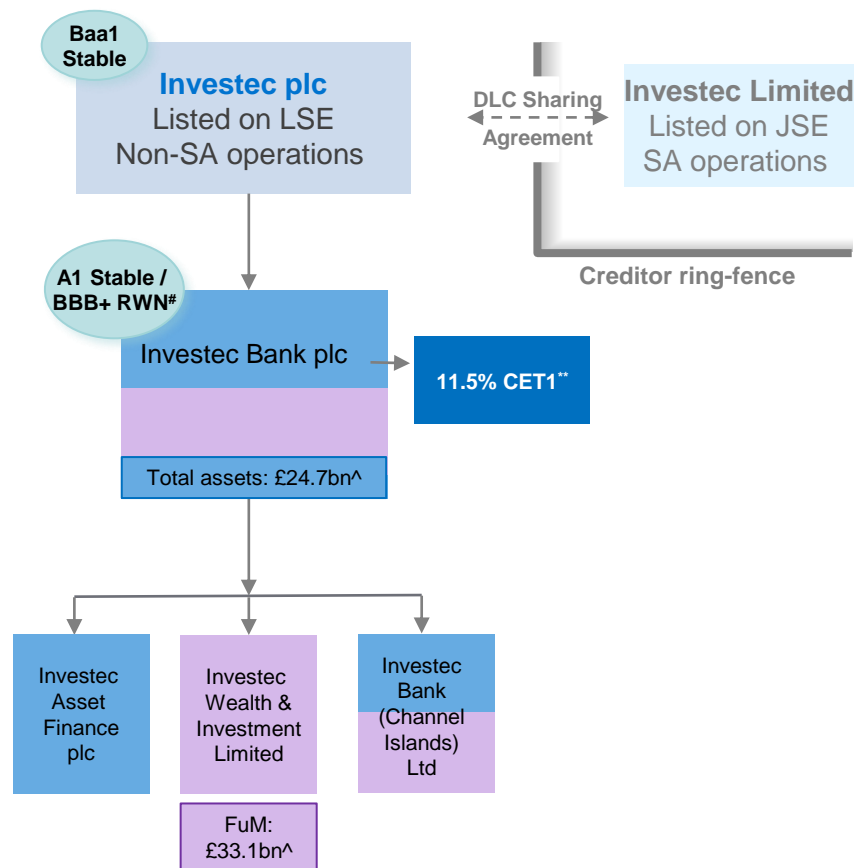 Baa1
Stable
Investec plc
Listed on LSE
Non-SA operations
DLC Sharing
Agreement
Investec Limited
Listed on JSE
SA operations
Creditor ring-fence
A1 Stable /
BBB+ RWN#
Investec Bank plc
11.5% CET1**
Total assets: £24.7bn^
Investec
Asset
Finance
plc
Investec
Wealth &
Investment
Limited
Investec
Bank
(Channel
Islands)
Ltd
FuM:
£33.1bn^